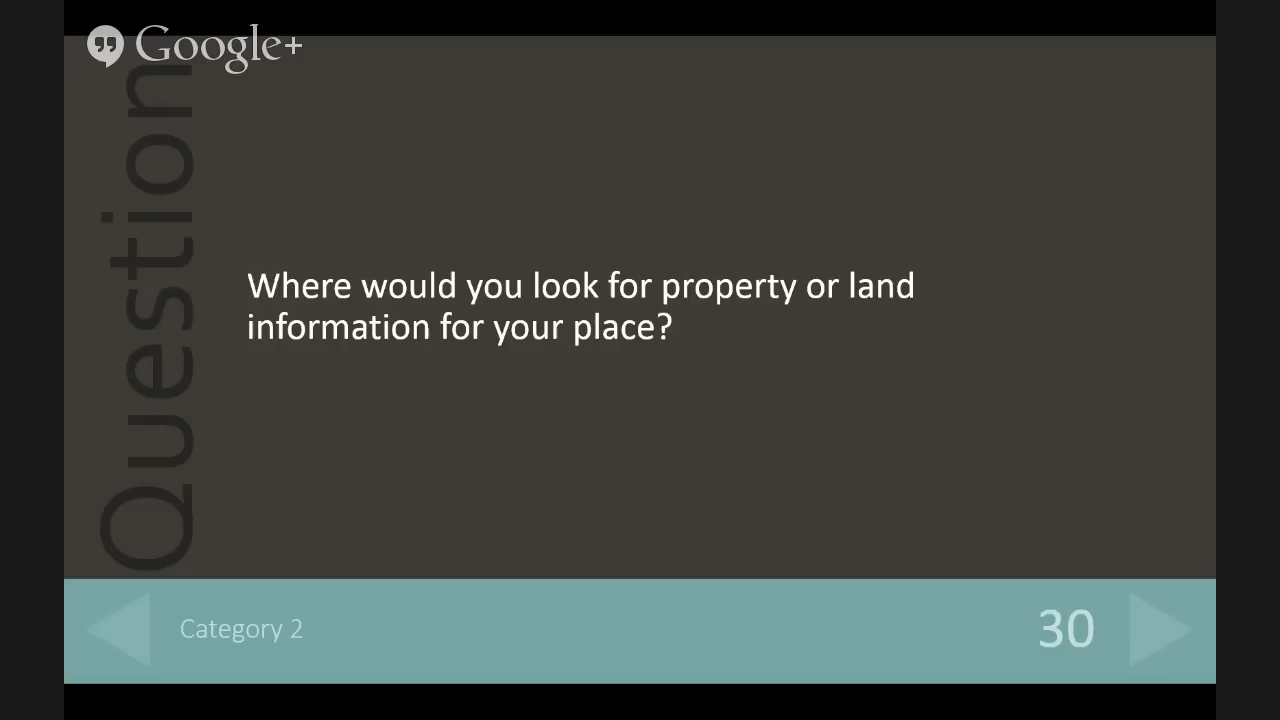 Google+
Question
Where would you look for property or land
information for your place?
Category 2
30